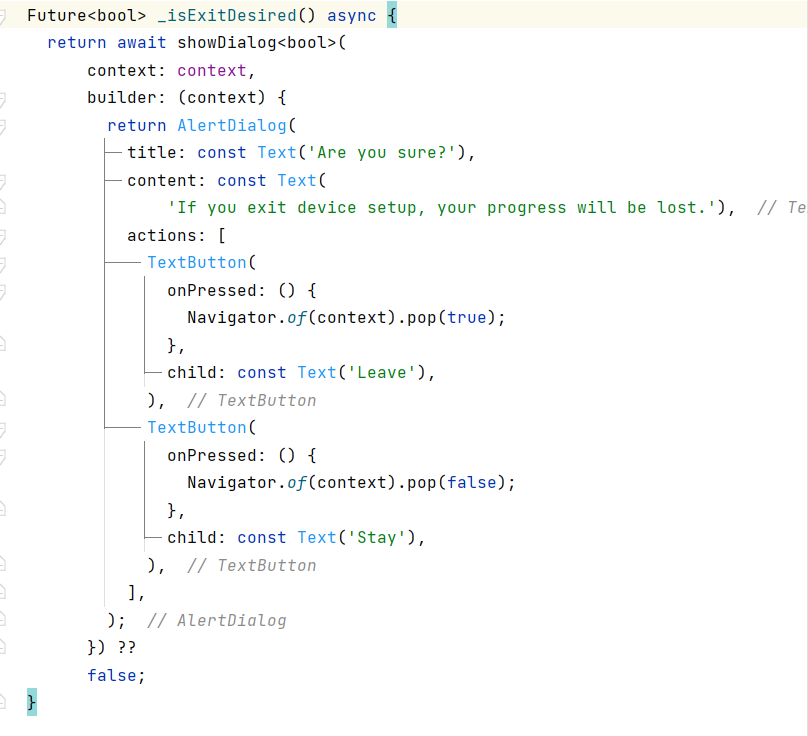 Future<bool> _isExitDesired() async {
  return await showDialog<bool>(
      context: context,
      builder: (context) {
        return AlertDialog(
          title: const Text('Are you sure?'),
          content: const Text(
              'If you exit device setup, your progress will be lost.'),  // Te
          actions: [
            TextButton(
              onPressed: () {
                Navigator.of(context).pop(true);
              },
              child: const Text('Leave'),
            ),  // TextButton
            TextButton(
              onPressed: () {
                Navigator.of(context).pop(false);
              },
              child: const Text('Stay'),
            ),  // TextButton
          ],
        );  // AlertDialog
      }) ??
      false;
}